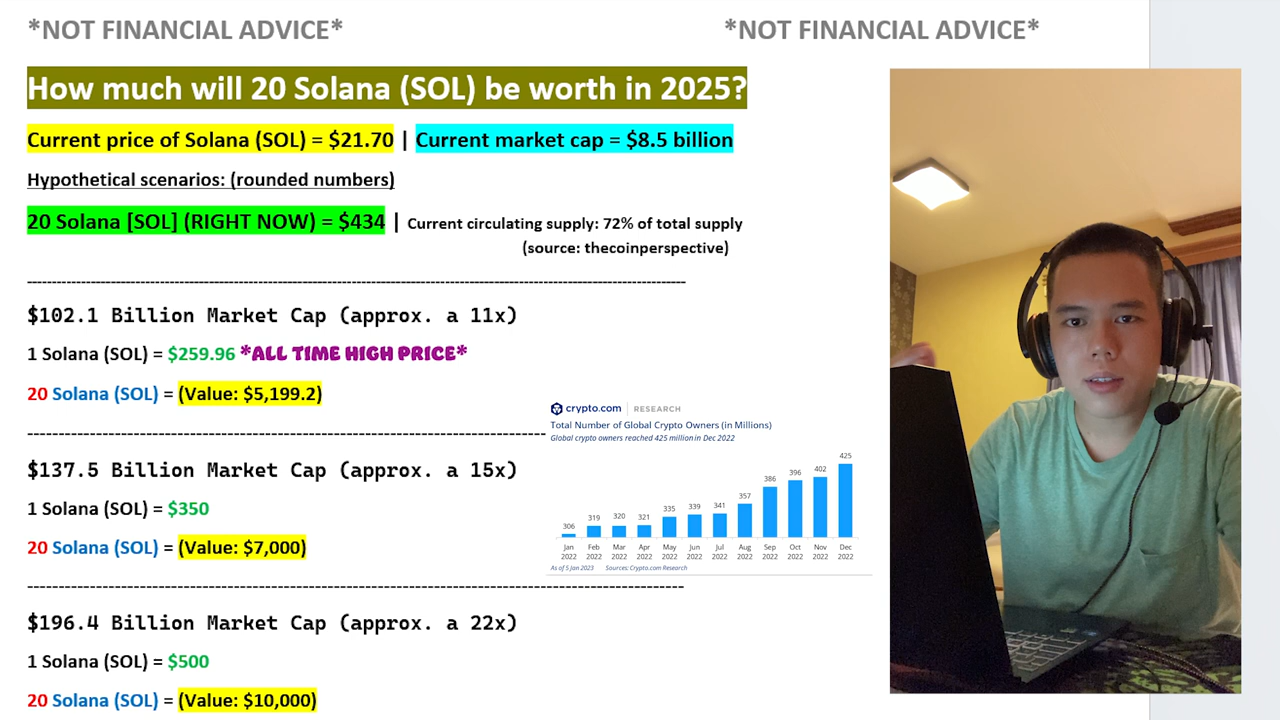 *NOT FINANCIAL ADVICE* *NOT FINANCIAL ADVICE*
How much will 20 Solana (SOL) be worth in 2025?
Current price of Solana (SOL) = $21.70 | Current market cap = $8.5 billion
Hypothetical scenarios: (rounded numbers)
20 Solana [SOL] (RIGHT NOW) = $434 | Current circulating supply: 72% of total supply
(source: thecoinperspective)
$102.1 Billion Market Cap (approx. a 11x)
1 Solana (SOL) = $259.96 *ALL TIME HIGH PRICE*
20 Solana (SOL) = (Value: $5,199.2)
$137.5 Billion Market Cap (approx. a 15x)
1 Solana (SOL) = $350
20 Solana (SOL) = (Value: $7,000)
crypto.com | RESEARCH
Total Number of Global Crypto Owners (in Millions)
Global crypto owners reached 425 million in Dec 2022
306 319 320 321 335 339 341 357 386 396 402 425
Jan Feb Mar Apr May Jun Jul Aug Sep Oct Nov Dec
2022 2022 2022 2022 2022 2022 2022 2022 2022 2022 2022 2022
As of 5 Jan 2023 Sources: Crypto.com Research
$196.4 Billion Market Cap (approx. a 22x)
1 Solana (SOL) = $500
20 Solana (SOL) = (Value: $10,000)